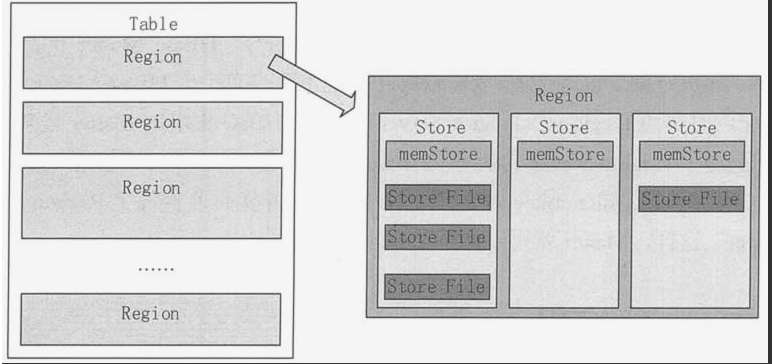 Table
Region
Region
Region
......
Region
Region
Store
memStore
Store File
Store File
Store File
Store
memStore
Store
memStore
Store File